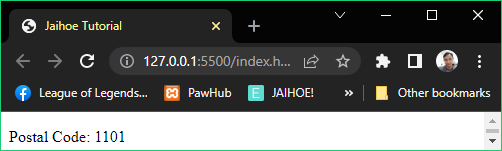 Jaihoe Tutorial
127.0.0.1:5500/index.h...
League of Legends... PawHub JAIHOE! » Other bookmarks
Postal Code: 1101